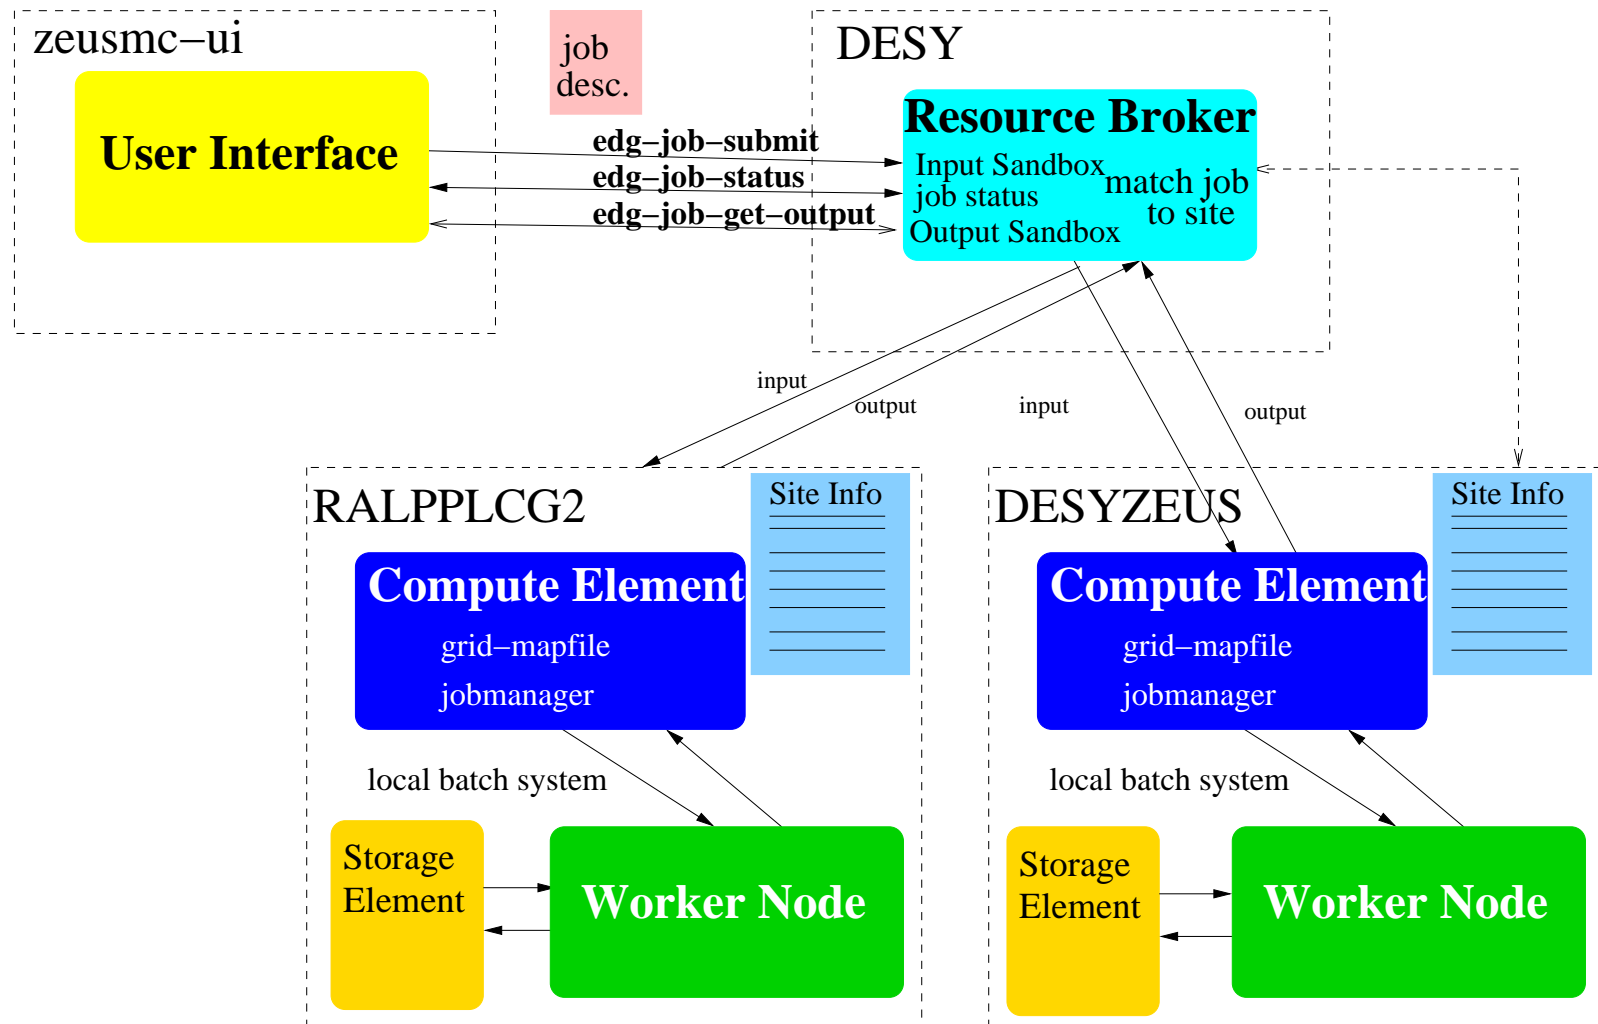 zeusmc−ui
User Interface
job
desc.
edg−job−submit
edg−job−status
edg−job−get−output
DESY
Resource Broker
Input Sandbox
job status
Output Sandbox
match job
to site
input
output
input
output
RALPPLCG2
Site Info
Compute Element
grid−mapfile
jobmanager
local batch system
Storage
Element
Worker Node
DESYZEUS
Site Info
Compute Element
grid−mapfile
jobmanager
local batch system
Storage
Element
Worker Node